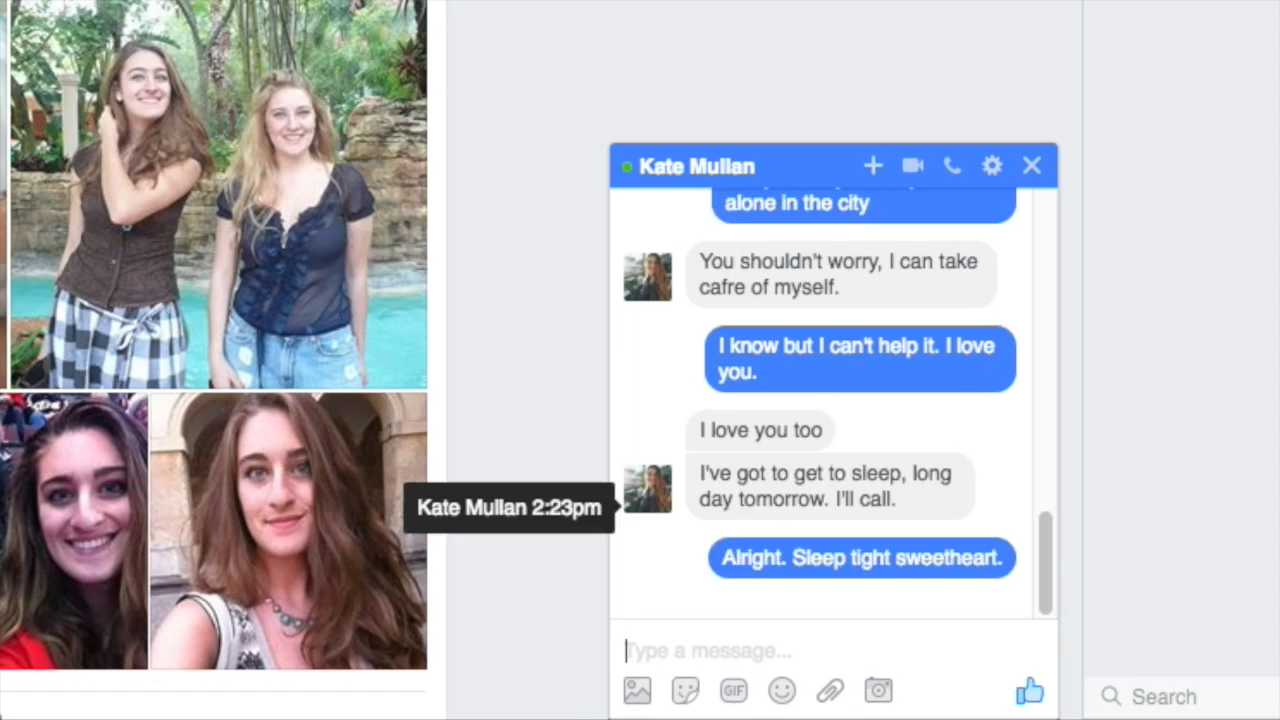 Kate Mullan
alone in the city
You shouldn't worry, I can take
cafre of myself.
I know but I can't help it. I love
you.
I love you too
I've got to get to sleep, long
day tomorrow. I'll call.
Kate Mullan 2:23pm
Alright. Sleep tight sweetheart.
Type a message...
GIF
Search